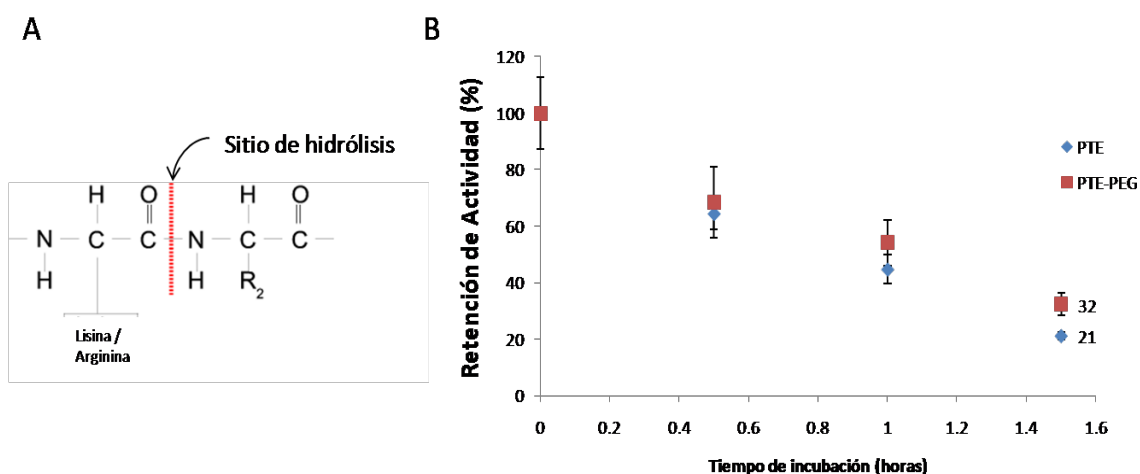 A
Sitio de hidrólisis
H
O
H
O
N
C
C
N
C
C
H
H
R2
Lisina /
Arginina
B
Retención de Actividad (%)
120
100
80
60
40
20
0
0
0.2
0.4
0.6
0.8
1
1.2
1.4
1.6
Tiempo de incubación (horas)
PTE
PTE-PEG
32
21